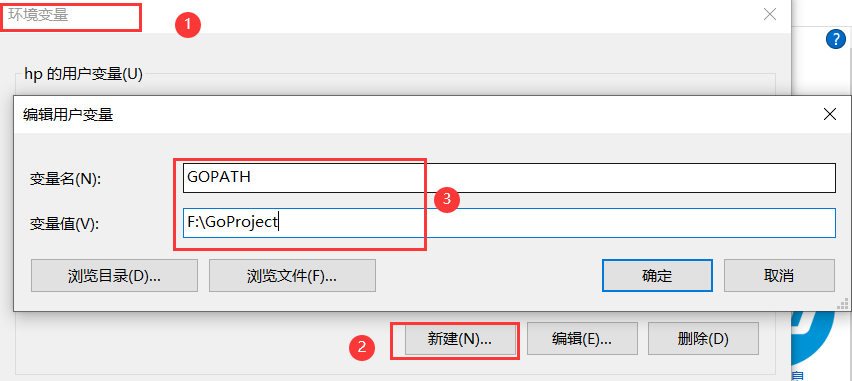 环境变量
1
?
hp 的用户变量(U)
编辑用户变量
变量名(N):
GOPATH
3
变量值(V):
F:\GoProject
浏览目录(D)...
浏览文件(F)...
确定
取消
2
新建(N)...
编辑(E)...
删除(D)
息